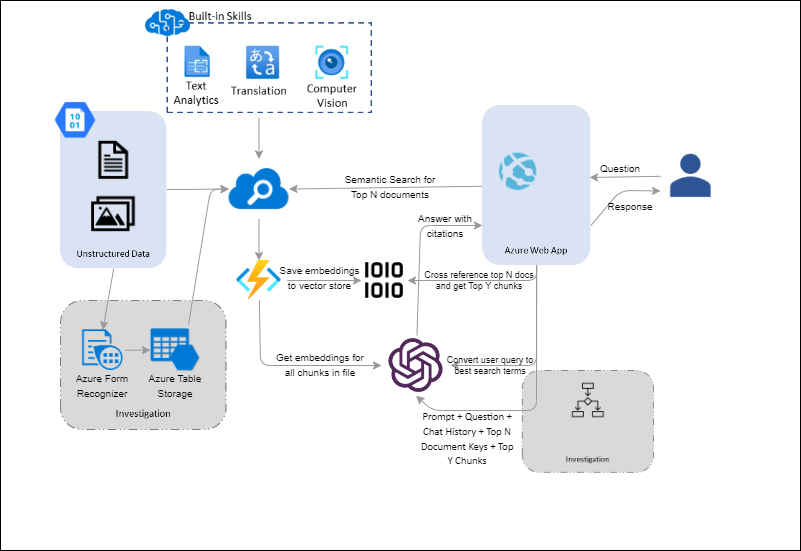 Built-in Skills
Text
Analytics
Translation
Computer
Vision
10
01
Unstructured Data
Semantic Search for
Top N documents
Question
Response
Azure Web App
Answer with
citations
Save embeddings
to vector store
IOIO
IOIO
Cross reference top N docs
and get Top Y chunks
Get embeddings for
all chunks in file
Convert user query to
best search terms
Azure Form
Recognizer
Azure Table
Storage
Investigation
Prompt + Question +
Chat History + Top N
Document Keys + Top
Y Chunks
Investigation